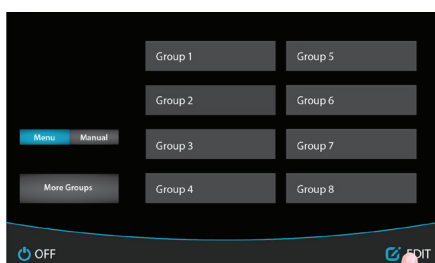 Group 1
Group 5
Group 2
Group 6
Menu
Manual
Group 3
Group 7
More Groups
Group 4
Group 8
OFF
EDIT